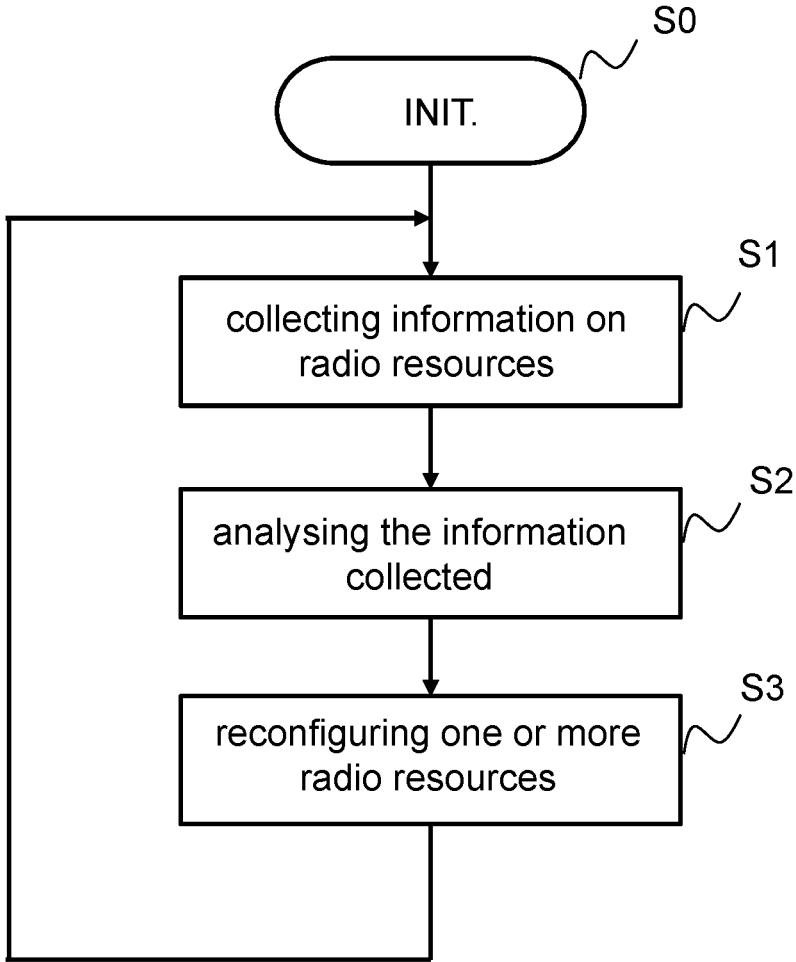 S0
INIT.
S1
collecting information on
radio resources
S2
analysing the information
collected
S3
reconfiguring one or more
radio resources